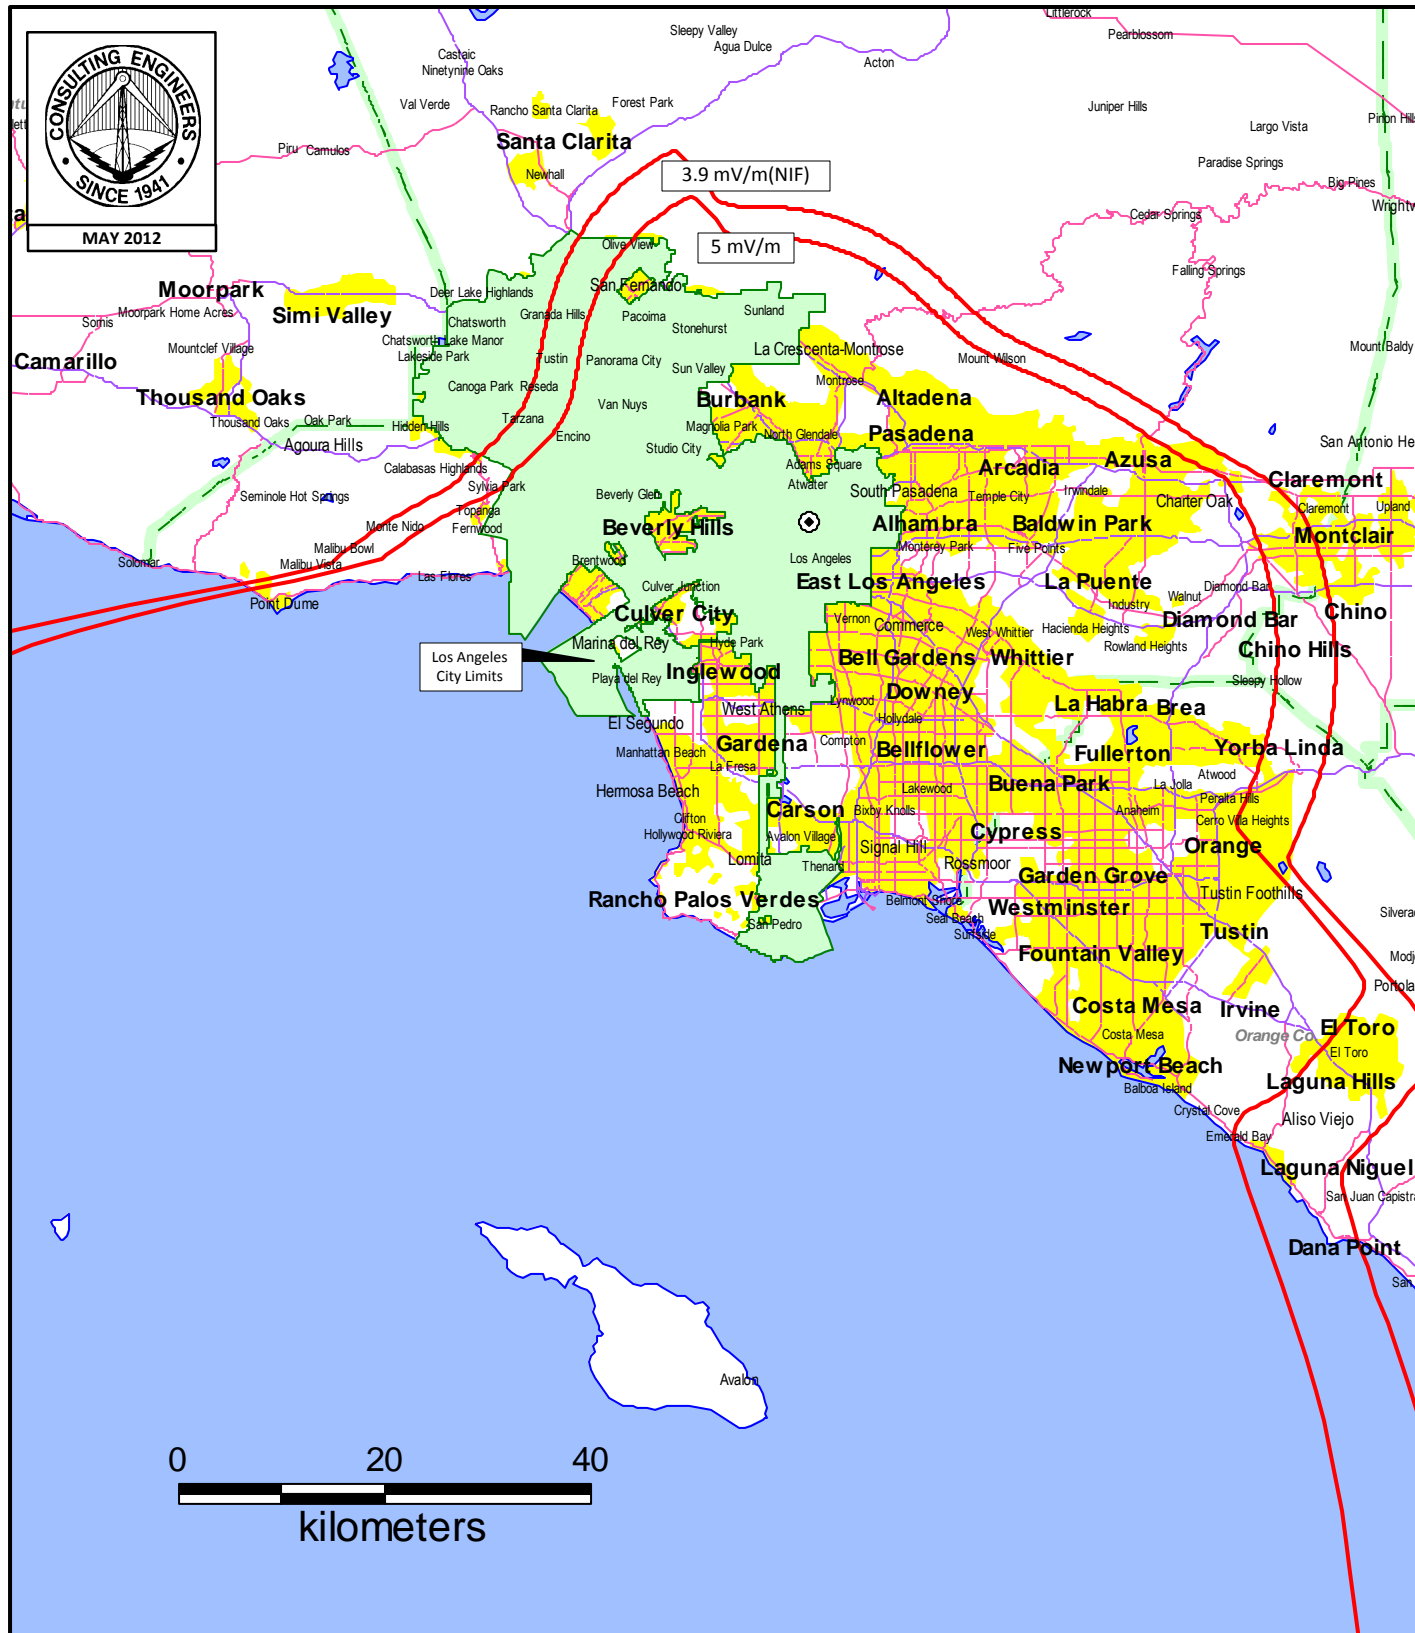 Littlerock
Pearblossom
Sleepy Valley
Agua Dulce
Acton
Castaic
Ninetynine Oaks
Val Verde
Rancho Santa Clarita
Forest Park
Juniper Hills
Largo Vista
Pinon Hills
CONSULTING ENGINEERS
• SINCE 1941 •
MAY 2012
Santa Clarita
Piru
Camulos
Newhall
3.9 mV/m(NIF)
Paradise Springs
Big Pines
Wrightw
Cedar Springs
Falling Springs
5 mV/m
Olive View
San Fernando
Moorpark
Moorpark Home Acres
Simi Valley
Somis
Deer Lake Highlands
Granada Hills
Pacoima
Stonehurst
Sunland
Chatsworth
Chatsworth Lake Manor
Lakeside Park
Mountclef Village
Camarillo
Tustin
Panorama City
Sun Valley
La Crescenta-Montrose
Mount Wilson
Mount Baldy
Montrose
Canoga Park
Reseda
Thousand Oaks
Thousand Oaks
Oak Park
Hidden Hills
Tarzana
Van Nuys
Burbank
Altadena
Magnolia Park
North Glendale
Pasadena
Encino
Studio City
Agoura Hills
San Antonio He
Calabasas Highlands
Adams Square
Arcadia
Azusa
Claremont
Sylvia Park
Atwater
South Pasadena
Temple City
Irwindale
Charter Oak
Claremont
Upland
Seminole Hot Springs
Beverly Glen
Topanga
Fernwood
Monte Nido
Beverly Hills
Alhambra
Baldwin Park
Montclair
Malibu Bowl
Malibu Vista
Solomar
Monterey Park
Five Points
Los Angeles
Brentwood
Las Flores
East Los Angeles
La Puente
Culver Junction
Diamond Bar
Walnut
Industry
Point Dume
Culver City
Vernon
Commerce
West Whittier
Hacienda Heights
Diamond Bar
Chino
Marina del Rey
Hyde Park
Rowland Heights
Chino Hills
Los Angeles
City Limits
Inglewood
Bell Gardens
Whittier
Playa del Rey
Sleepy Hollow
Downey
Lynwood
La Habra
Brea
West Athens
Hollydale
El Segundo
Gardena
Compton
Bellflower
Fullerton
Yorba Linda
Manhattan Beach
La Fresa
Atwood
Hermosa Beach
Lakewood
Buena Park
La Jolla
Peralta Hills
Carson
Bixby Knolls
Anaheim
Cerro Villa Heights
Clifton
Hollywood Riviera
Avalon Village
Cypress
Signal Hill
Orange
Lomita
Thenard
Rossmoor
Garden Grove
Tustin Foothills
Rancho Palos Verdes
Belmont Shore
Westminster
Silverad
Seal Beach
Surfside
San Pedro
Tustin
Fountain Valley
Modje
Portola
Costa Mesa
Irvine
El Toro
Costa Mesa
Orange Co
El Toro
Newport Beach
Balboa Island
Laguna Hills
Crystal Cove
Aliso Viejo
Emerald Bay
Laguna Niguel
San Juan Capistra
Dana Point
San
Avalon
0 20 40
kilometers